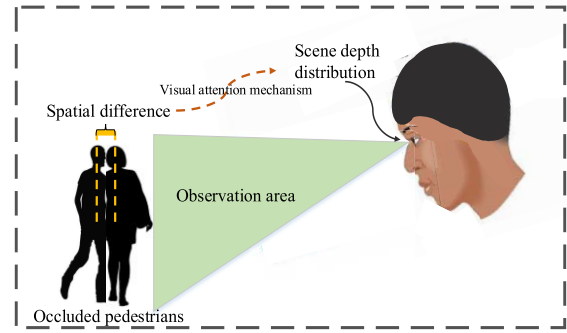 Scene depth
distribution
Visual attention mechanism
Spatial difference
Observation area
Occluded pedestrians